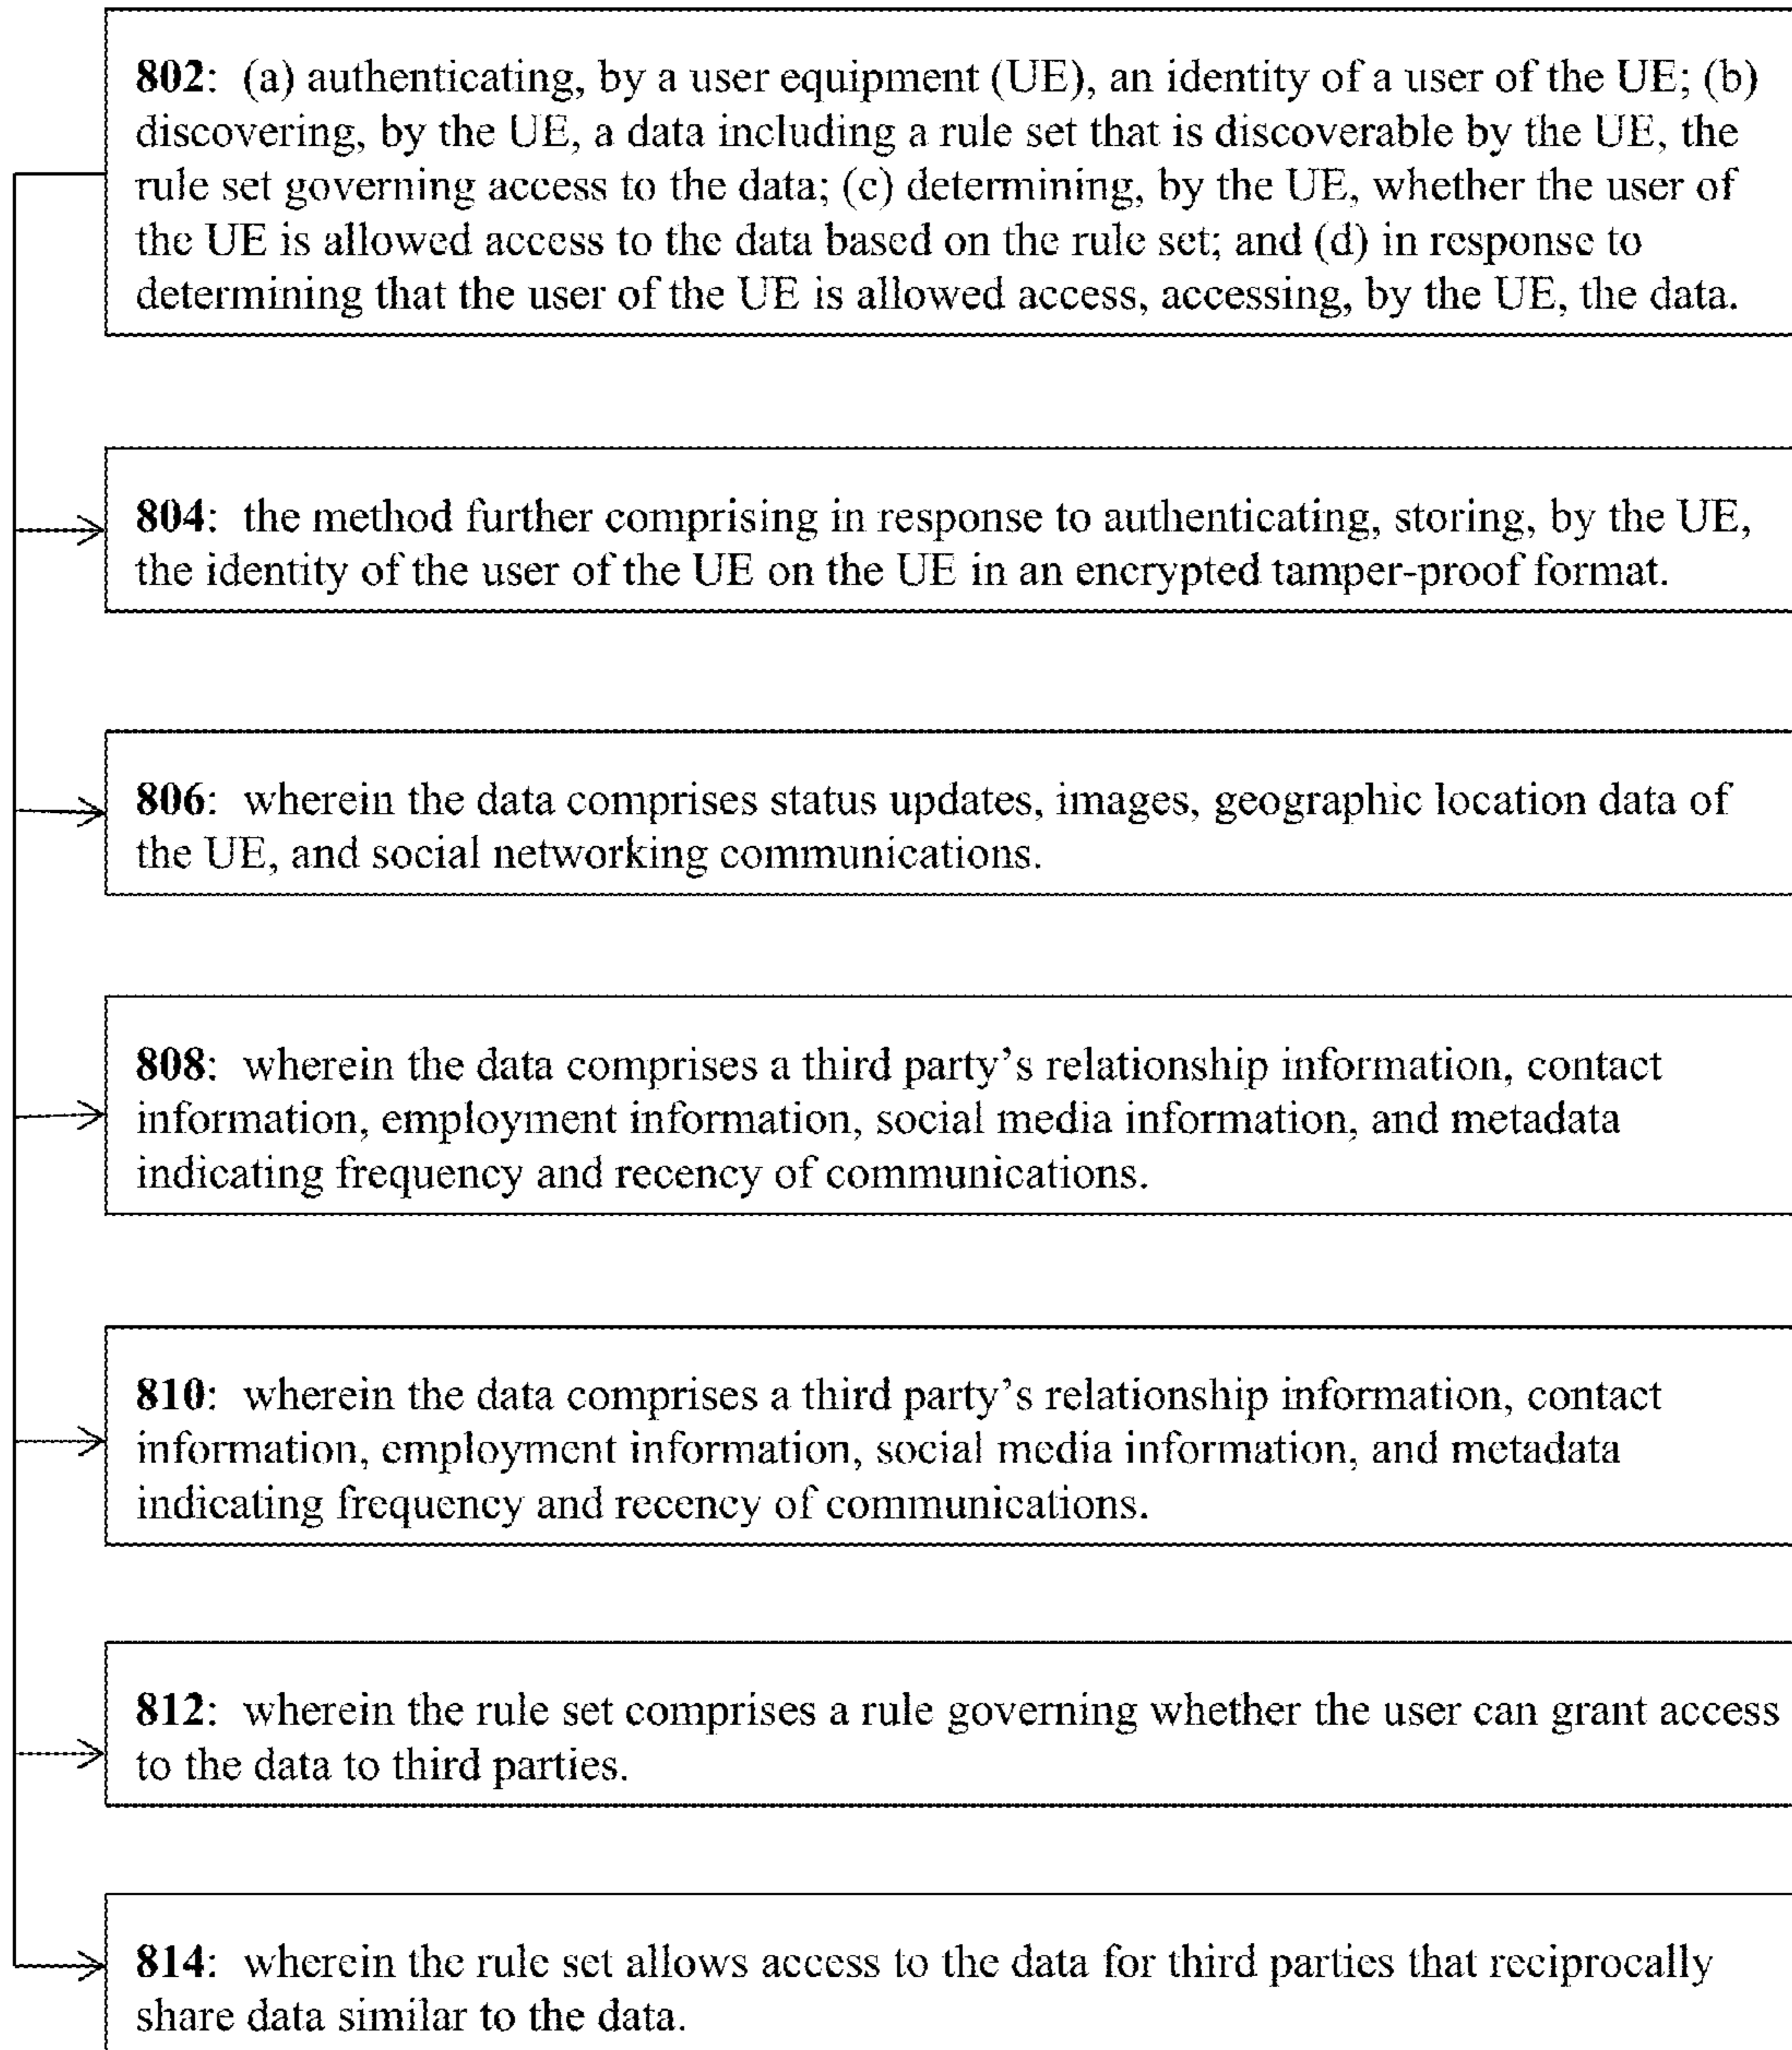 802: (a) authenticating, by a user equipment (UE), an identity of a user of the UE; (b)
discovering, by the UE, a data including a rule set that is discoverable by the UE, the
rule set governing access to the data; (c) determining, by the UE, whether the user of
the UE is allowed access to the data based on the rule set; and (d) in response to
determining that the user of the UE is allowed access, accessing, by the UE, the data.
804: the method further comprising in response to authenticating, storing, by the UE,
the identity of the user of the UE on the UE in an encrypted tamper-proof format.
806: wherein the data comprises status updates, images, geographic location data of
the UE, and social networking communications.
808: wherein the data comprises a third party's relationship information, contact
information, employment information, social media information, and metadata
indicating frequency and recency of communications.
810: wherein the data comprises a third party's relationship information, contact
information, employment information, social media information, and metadata
indicating frequency and recency of communications.
812: wherein the rule set comprises a rule governing whether the user can grant access
to the data to third parties.
814: wherein the rule set allows access to the data for third parties that reciprocally
share data similar to the data.